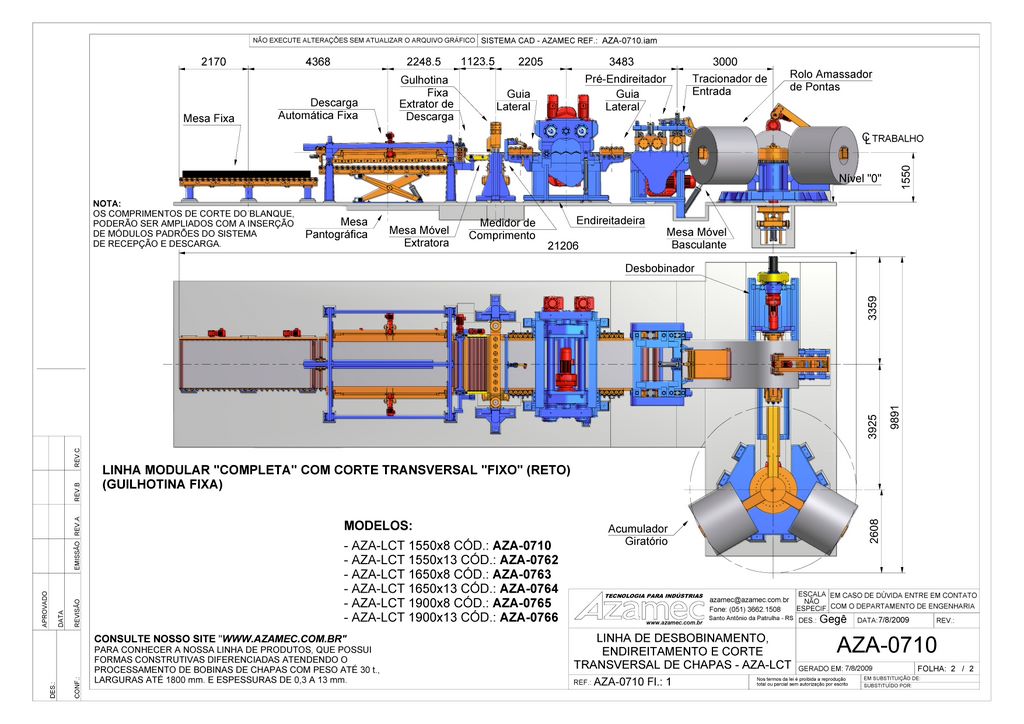 NÃO EXECUTE ALTERAÇÕES SEM ATUALIZAR O ARQUIVO GRÁFICO
SISTEMA CAD - AZAMEC REF.: AZA-0710.iam
2170
4368
2248.5
1123.5
2205
3483
3000
Mesa Fixa
Descarga
Automática Fixa
Gulhotina
Fixa
Extrator de
Descarga
Guia
Lateral
Pré-Endireitador
Guia
Lateral
Tracionador de
Entrada
Rolo Amassador
de Pontas
℄ TRABALHO
Nível "0"
1550
NOTA:
OS COMPRIMENTOS DE CORTE DO BLANQUE,
PODERÃO SER AMPLIADOS COM A INSERÇÃO
DE MÓDULOS PADRÕES DO SISTEMA
DE RECEPÇÃO E DESCARGA.
Mesa
Pantográfica
Mesa Móvel
Extratora
Medidor de
Comprimento
Endireitadeira
Mesa Móvel
Basculante
21206
Desbobinador
3359
3925
9891
2608
Acumulador
Giratório
LINHA MODULAR "COMPLETA" COM CORTE TRANSVERSAL "FIXO" (RETO)
(GUILHOTINA FIXA)
MODELOS:
- AZA-LCT 1550x8 CÓD.: AZA-0710
- AZA-LCT 1550x13 CÓD.: AZA-0762
- AZA-LCT 1650x8 CÓD.: AZA-0763
- AZA-LCT 1650x13 CÓD.: AZA-0764
- AZA-LCT 1900x8 CÓD.: AZA-0765
- AZA-LCT 1900x13 CÓD.: AZA-0766
CONSULTE NOSSO SITE "WWW.AZAMEC.COM.BR"
PARA CONHECER A NOSSA LINHA DE PRODUTOS, QUE POSSUI
FORMAS CONSTRUTIVAS DIFERENCIADAS ATENDENDO O
PROCESSAMENTO DE BOBINAS DE CHAPAS COM PESO ATÉ 30 t.,
LARGURAS ATÉ 1800 mm. E ESPESSURAS DE 0,3 A 13 mm.
REV.C
REV.B
REV.A
EMISSÃO
REVISÃO
DATA
APROVADO
CONF.:
DES.:
TECNOLOGIA PARA INDÚSTRIAS
Azamec
www.azamec.com.br
azamec@azamec.com.br
Fone: (051) 3662.1508
Santo Antônio da Patrulha - RS
ESCALA
NÃO
ESPECIF.
EM CASO DE DÚVIDA ENTRE EM CONTATO
COM O DEPARTAMENTO DE ENGENHARIA
DES.: Gegê
DATA:7/8/2009
REV.:
LINHA DE DESBOBINAMENTO,
ENDIREITAMENTO E CORTE
TRANSVERSAL DE CHAPAS - AZA-LCT
AZA-0710
GERADO EM: 7/8/2009
FOLHA: 2 / 2
REF.: AZA-0710 Fl.: 1
Nos termos da lei é proibida a reprodução
total ou parcial sem autorização por escrito
EM SUBSTITUIÇÃO DE:
SUBSTITUÍDO POR: